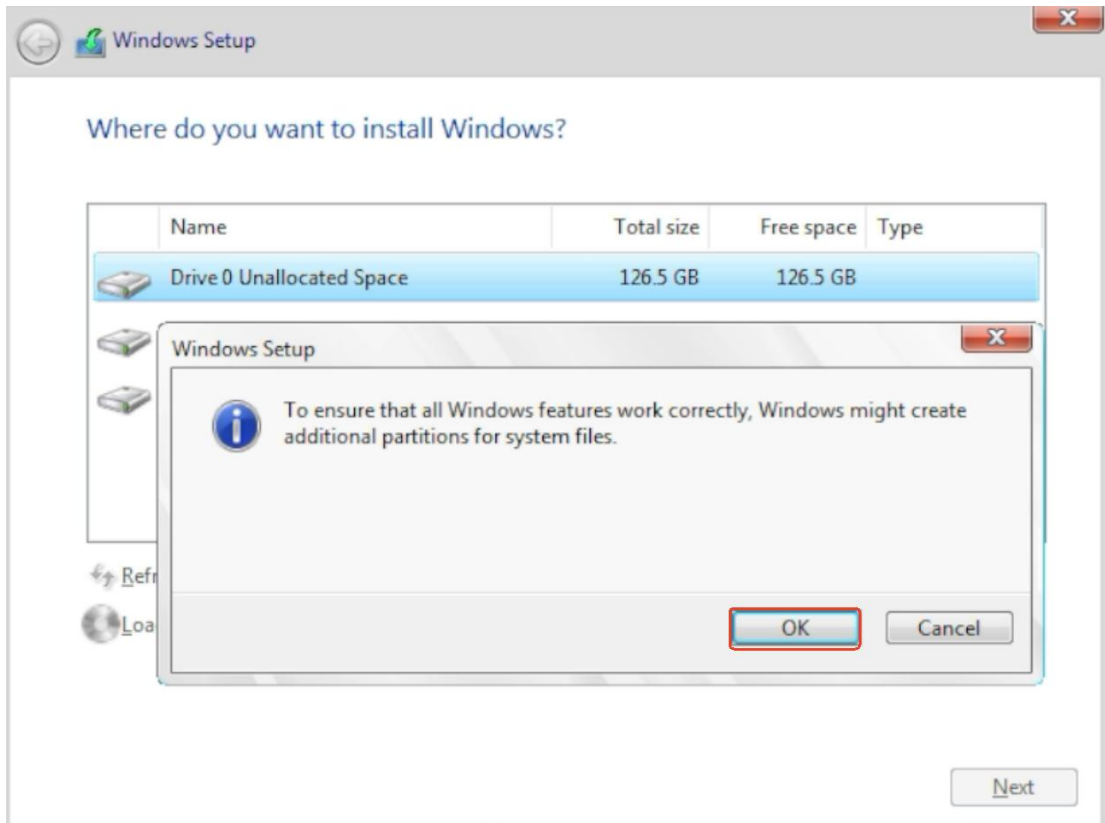 Windows Setup
x
Where do you want to install Windows?
Name Total size Free space Type
Drive 0 Unallocated Space 126.5 GB 126.5 GB
Windows Setup
x
To ensure that all Windows features work correctly, Windows might create
additional partitions for system files.
Refr
Loa
OK Cancel
Next